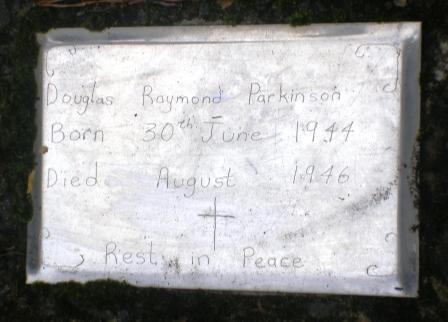 Douglas Raymond Parkinson
Born 30th June 1944
Died August 1946
Rest in Peace